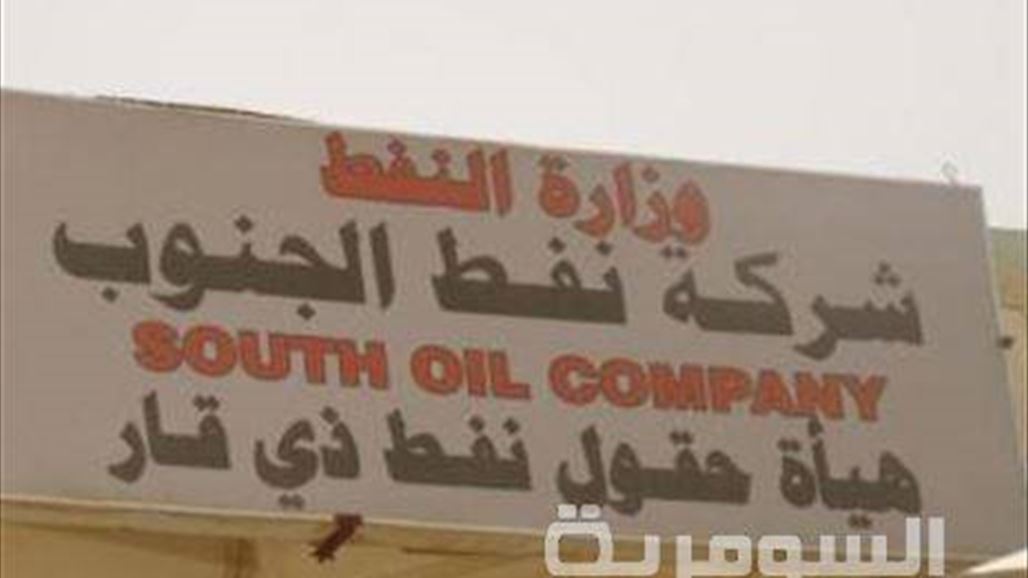 وزارة النفط
شركة نفط الجنوب
SOUTH OIL COMPANY
هيأة حقول نفط ذي قار
السومرية